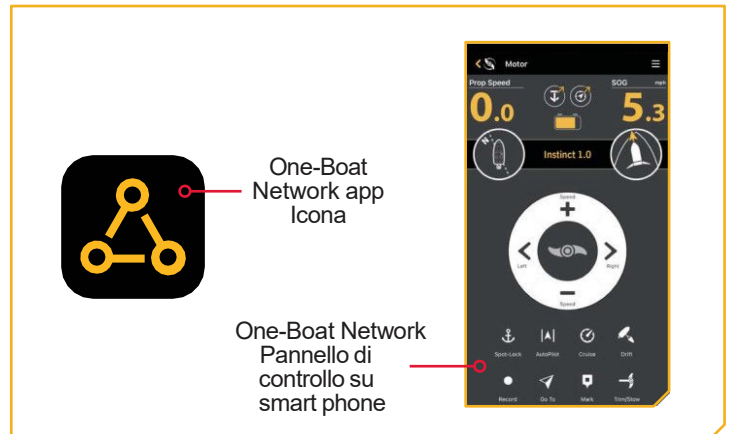 One-Boat
Network app
Icona
One-Boat Network
Pannello di
controllo su
smart phone
Motor
Prop Speed
SOG mph
0.0
5.3
Instinct 1.0
Speed
+
Left
Right
Speed
Spot-Lock AutoPilot Cruise Drift
Record Go To Mark Trim/Stow